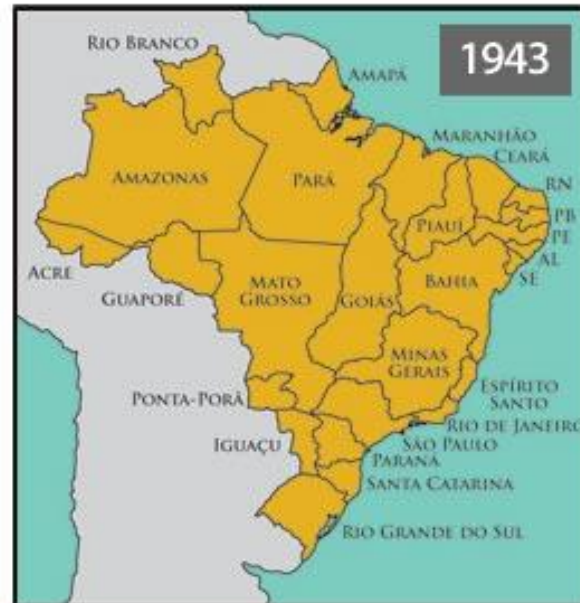 1943
RIO BRANCO
AMAPÁ
MARANHÃO
CEARÁ
RN
AMAZONAS
PARÁ
PB
PIAUÍ
PE
AL
ACRE
SE
GUAPORÉ
MATO
GROSSO
GOIÁS
BAHIA
MINAS
GERAIS
PONTA-PORÃ
ESPÍRITO
SANTO
RIO DE JANEIRO
IGUAÇU
SÃO PAULO
PARANÁ
SANTA CATARINA
RIO GRANDE DO SUL